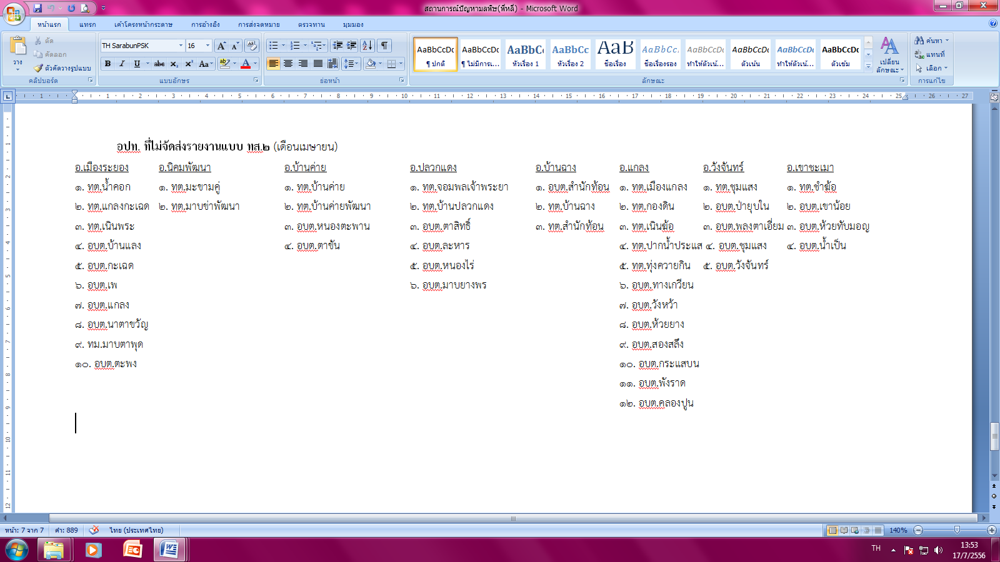 สถานการณ์ปัญหามลพิษ(พี่หลี) - Microsoft Word
หน้าแรก แทรก เค้าโครงหน้ากระดาษ การอ้างอิง การส่งจดหมาย ตรวจทาน มุมมอง
วาง
ตัด
คัดลอก
ตัวคัดวางรูปแบบ
คลิปบอร์ด
TH SarabunPSK 16
แบบอักษร
ย่อหน้า
AaBbCcDc AaBbCcDc AaBbC AaBbCc AaB AaBbCc. AaBbCcDc AaBbCcDc AaBbCcDc AaBbCcDc
¶ ปกติ ¶ ไม่มีการเ... หัวเรื่อง 1 หัวเรื่อง 2 ชื่อเรื่อง ชื่อเรื่องรอง ทำให้ตัวเน้... ตัวเน้น ทำให้ตัวเน้... ตัวเข้ม
เปลี่ยนลักษณะ
ลักษณะ
ค้นหา
แทนที่
เลือก
การแก้ไข
อปท. ที่ไม่จัดส่งรายงานแบบ ทส.๒ (เดือนเมษายน)
อ.เมืองระยอง อ.นิคมพัฒนา อ.บ้านค่าย อ.ปลวกแดง อ.บ้านฉาง อ.แกลง อ.วังจันทร์ อ.เขาชะเมา
๑. ทต.น้ำคอก ๑. ทต.มะขามคู่ ๑. ทต.บ้านค่าย ๑. ทต.จอมพลเจ้าพระยา ๑. อบต.สำนักท้อน ๑. ทต.เมืองแกลง ๑. ทต.ชุมแสง ๑. ทต.ชำฆ้อ
๒. ทต.แกลงกะเฉด ๒. ทต.มาบข่าพัฒนา ๒. ทต.บ้านค่ายพัฒนา ๒. ทต.บ้านปลวกแดง ๒. ทต.บ้านฉาง ๒. ทต.กองดิน ๒. อบต.ป่ายุบใน ๒. อบต.เขาน้อย
๓. ทต.เนินพระ ๓. อบต.หนองตะพาน ๓. อบต.ตาสิทธิ์ ๓. ทต.สำนักท้อน ๓. ทต.เนินฆ้อ ๓. อบต.พลงตาเอี่ยม ๓. อบต.ห้วยทับมอญ
๔. อบต.บ้านแลง ๔. อบต.ตาขัน ๔. อบต.ละหาร ๔. ทต.ปากน้ำประแส ๔. อบต.ชุมแสง ๔. อบต.น้ำเป็น
๕. อบต.กะเฉด ๕. อบต.หนองไร่ ๕. ทต.ทุ่งควายกิน ๕. อบต.วังจันทร์
๖. อบต.เพ ๖. อบต.มาบยางพร ๖. อบต.ทางเกวียน
๗. อบต.แกลง ๗. อบต.วังหว้า
๘. อบต.นาตาขวัญ ๘. อบต.ห้วยยาง
๙. ทม.มาบตาพุด ๙. อบต.สองสลึง
๑๐. อบต.ตะพง ๑๐. อบต.กระแสบน
๑๑. อบต.พังราด
๑๒. อบต.คลองปูน
หน้า: 7 จาก 7 คำ: 889 ไทย (ประเทศไทย) 140%
TH 13:53
17/7/2556